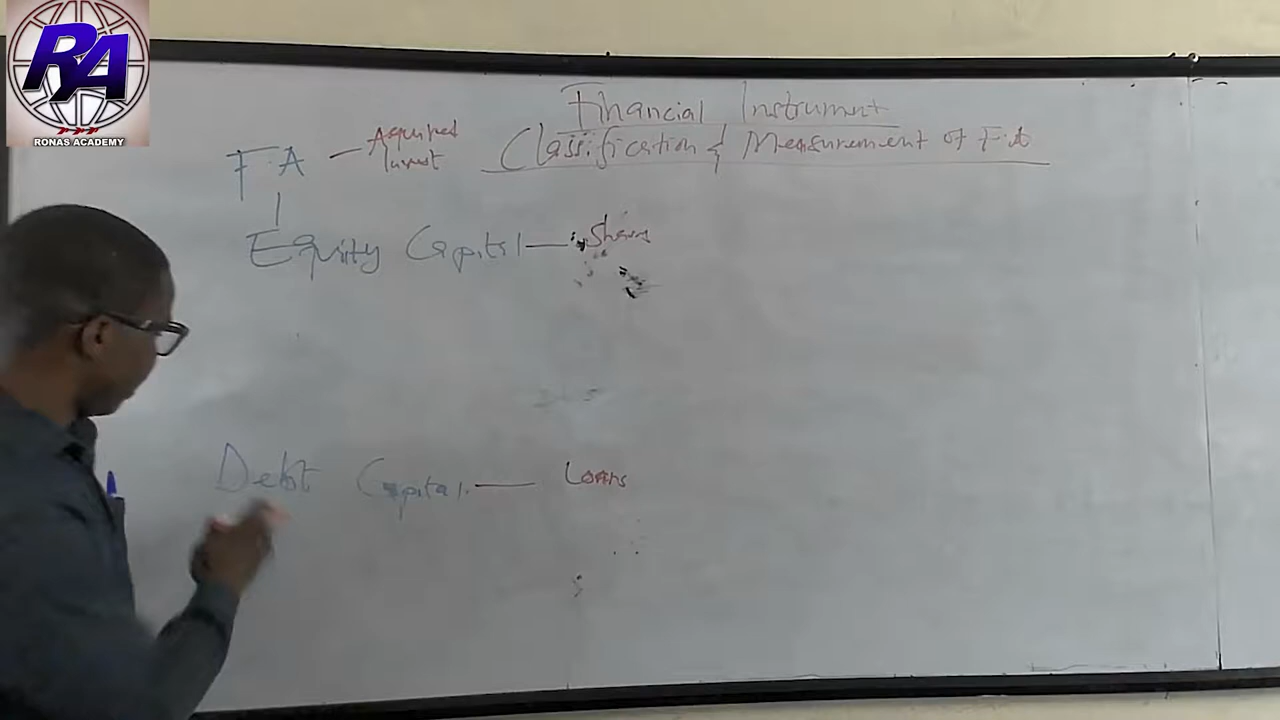 RA
RONAS ACADEMY
Financial Instrument
Classification & Measurement of F.A
F.A — Acquired
Invest
Equity Capital — Shares
Debt Capital. — Loans